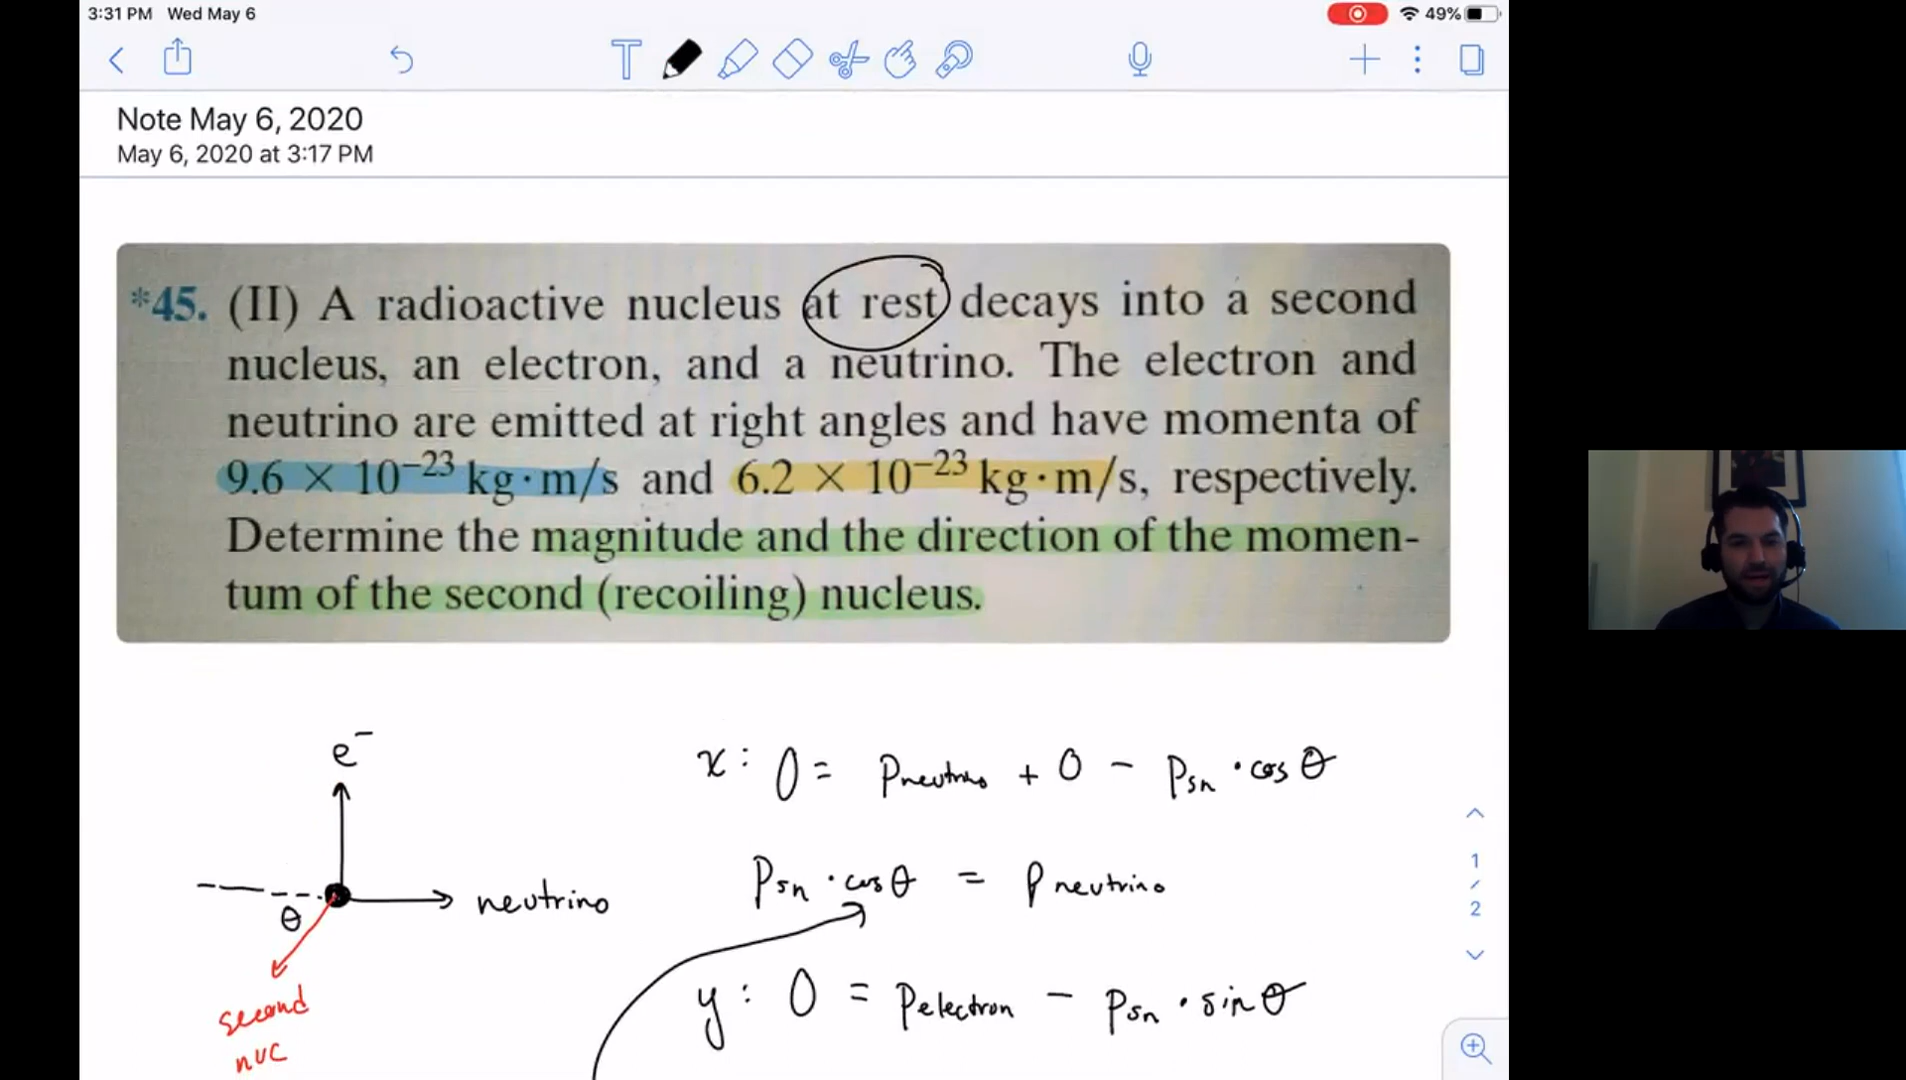 3:31 PM Wed May 6
49%
Note May 6, 2020
May 6, 2020 at 3:17 PM
*45. (II) A radioactive nucleus at rest decays into a second
nucleus, an electron, and a neutrino. The electron and
neutrino are emitted at right angles and have momenta of
9.6 × 10⁻²³ kg·m/s and 6.2 × 10⁻²³ kg·m/s, respectively.
Determine the magnitude and the direction of the momen-
tum of the second (recoiling) nucleus.
e⁻
neutrino
θ
second
nuc
x: 0 = Pneutrino + 0 - Psn · cos θ
Psn · cos θ = Pneutrino
y: 0 = Pelectron - Psn · sin θ
1
/
2